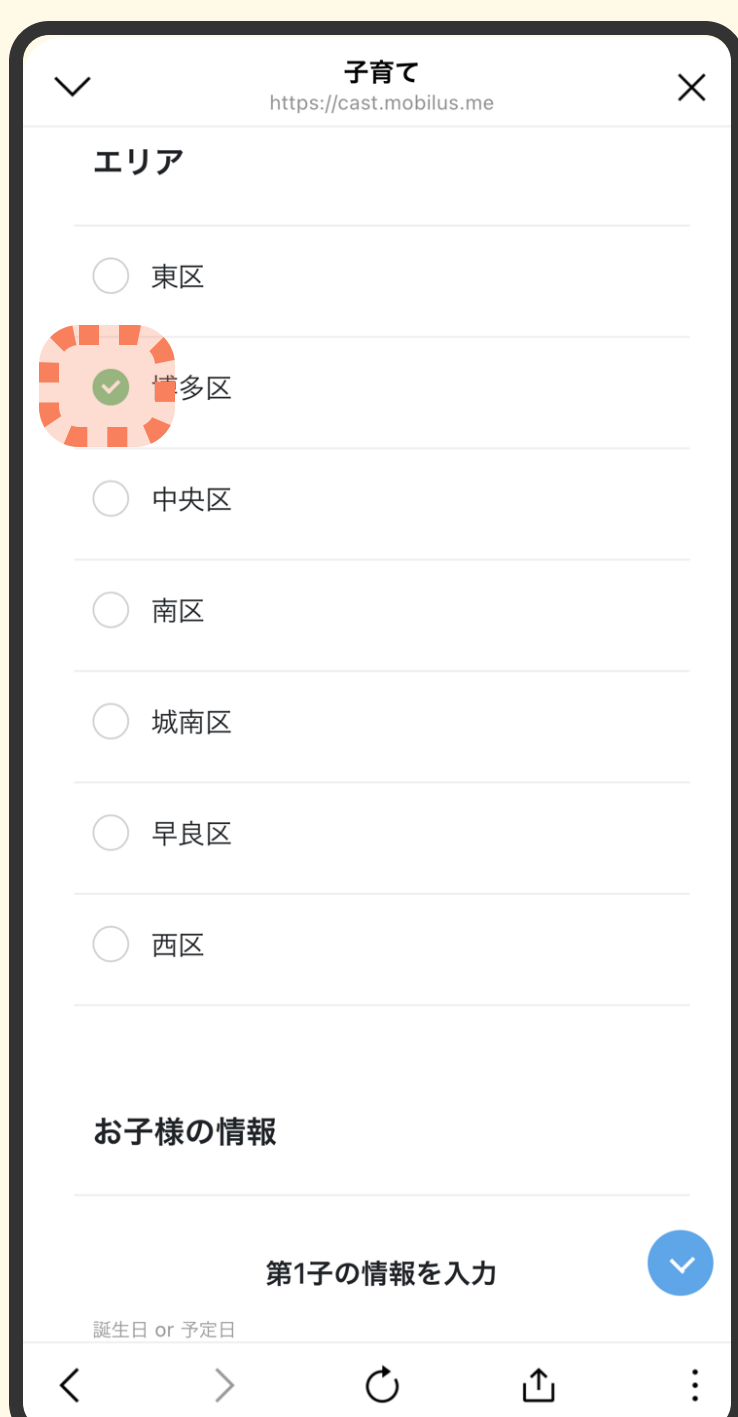 子育て
https://cast.mobilus.me
エリア
東区
博多区
中央区
南区
城南区
早良区
西区
お子様の情報
第1子の情報を入力
誕生日 or 予定日